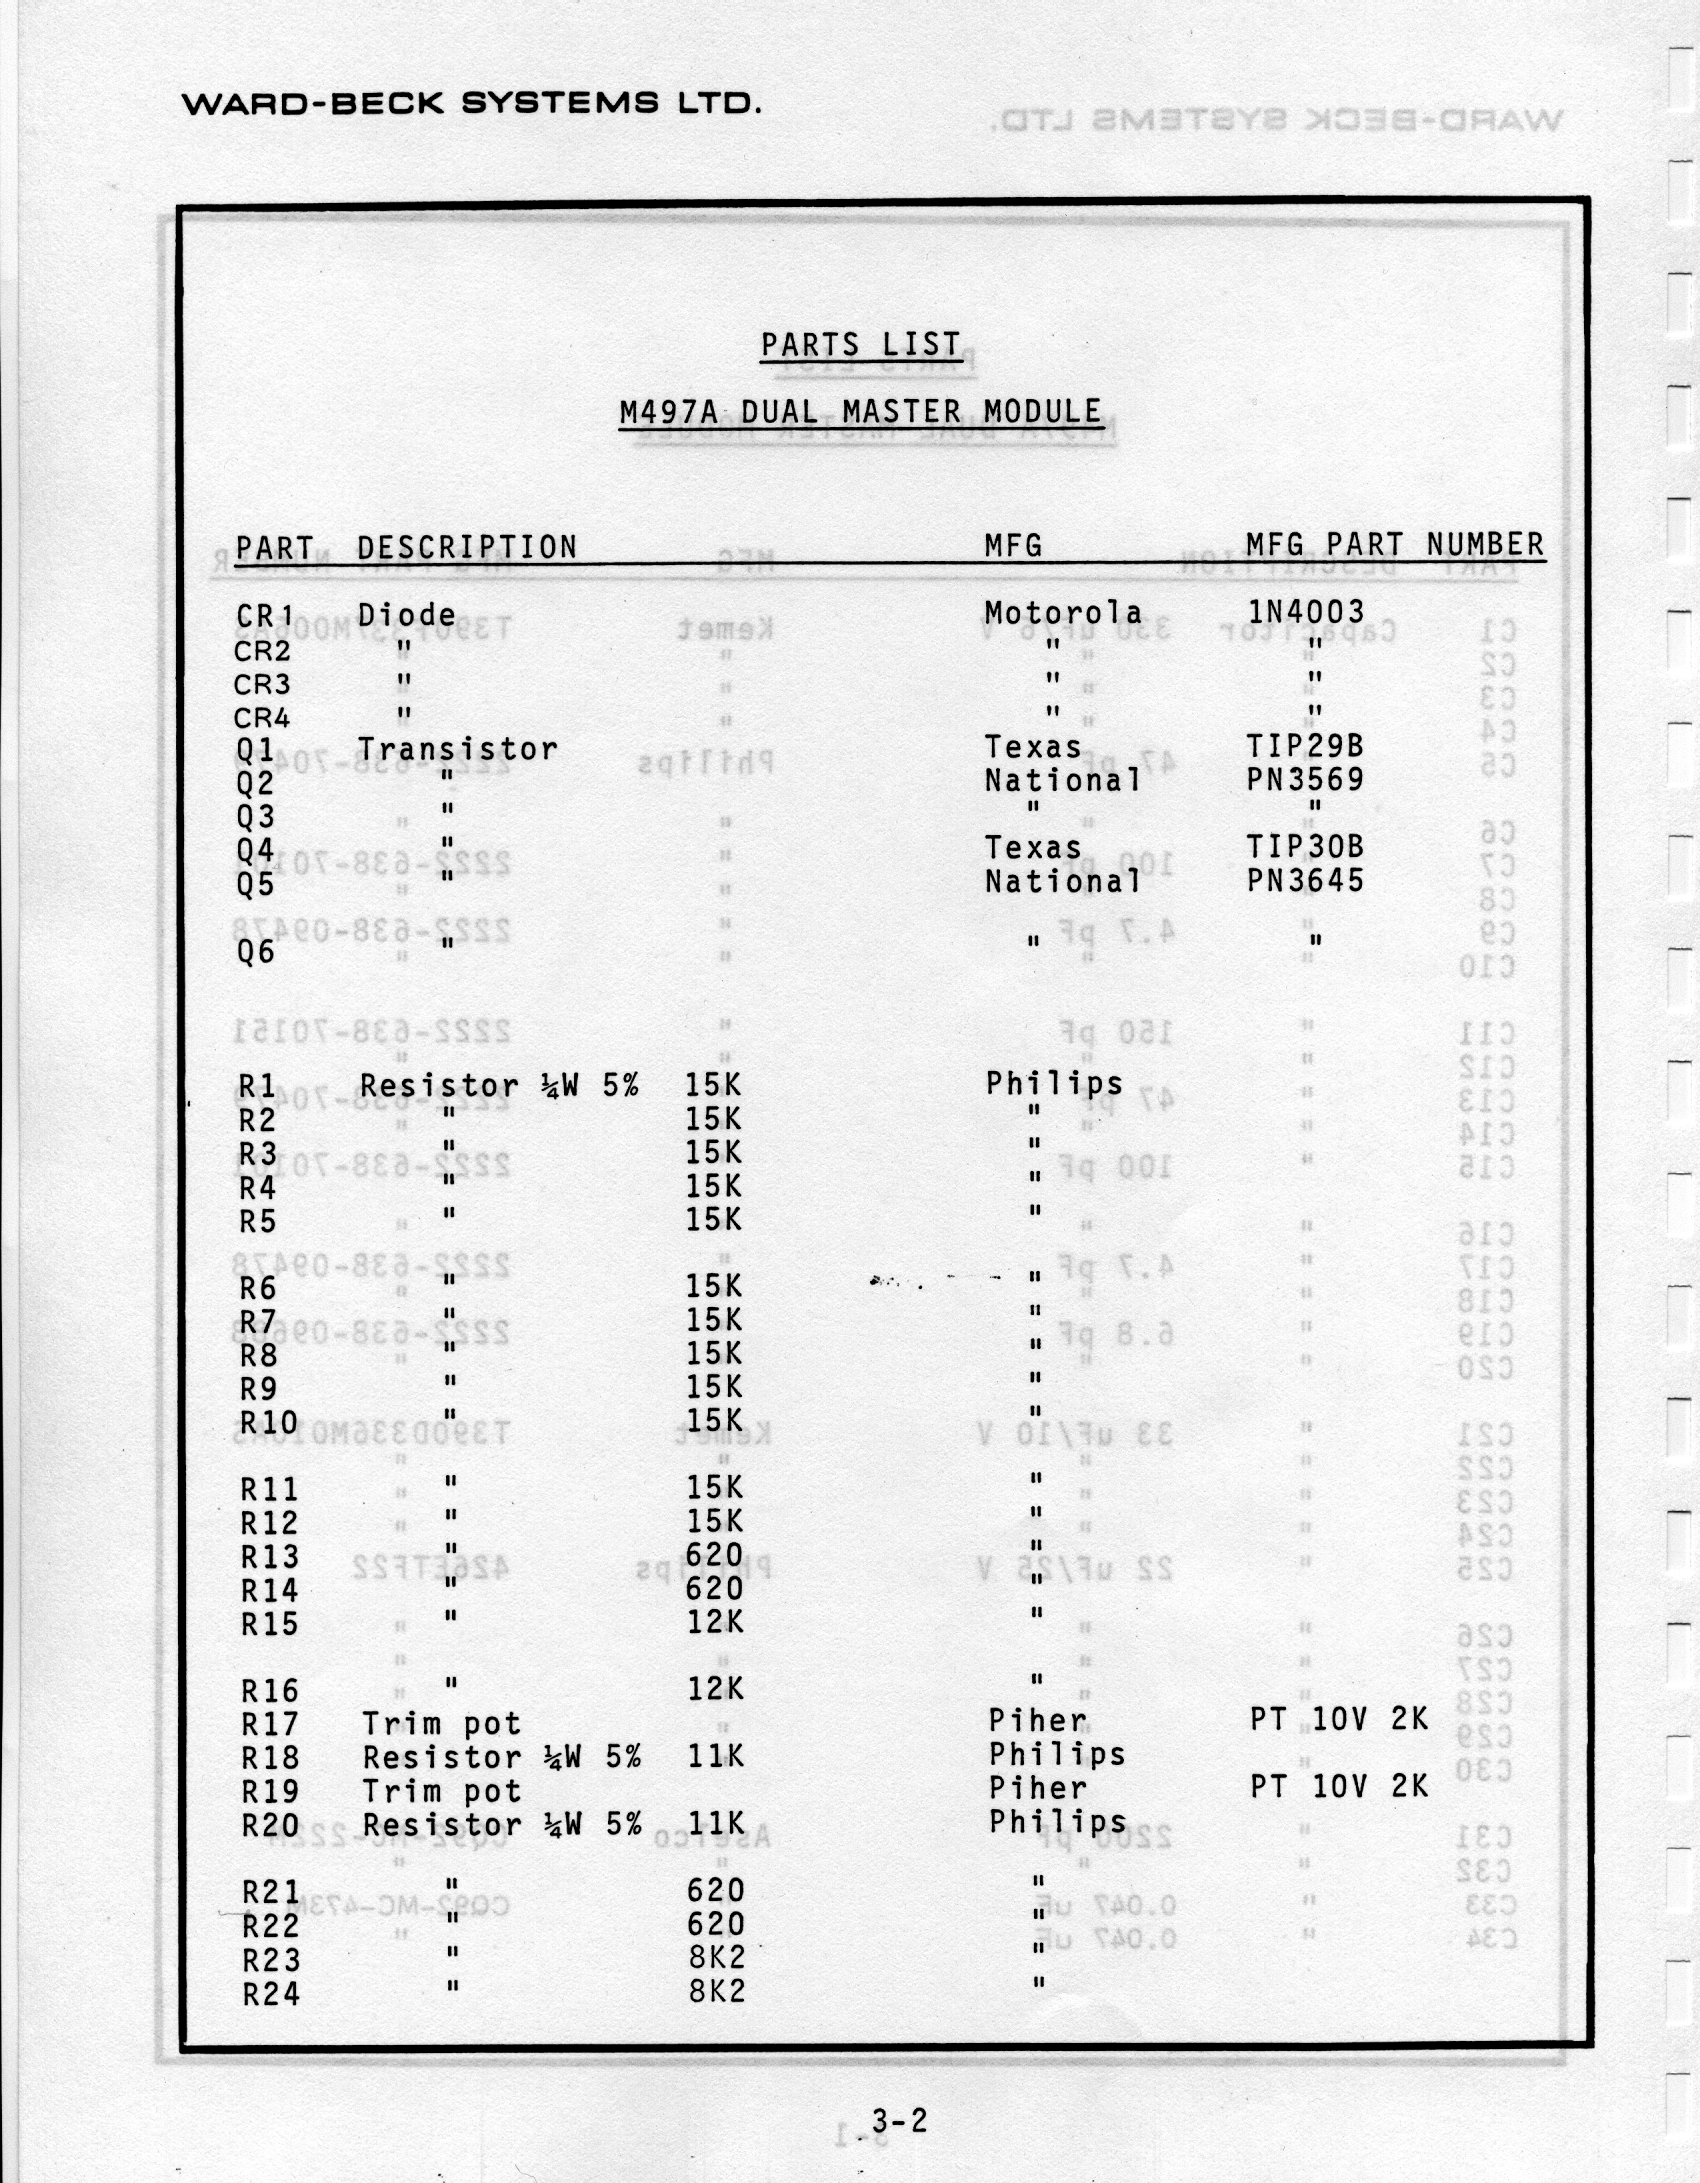 WARD-BECK SYSTEMS LTD.
PARTS LIST
M497A DUAL MASTER MODULE
PART DESCRIPTION MFG MFG PART NUMBER
CR1 Diode Motorola 1N4003
CR2 " " "
CR3 " " "
CR4 " " "
Q1 Transistor Texas TIP29B
Q2 " National PN3569
Q3 " " "
Q4 " Texas TIP30B
Q5 " National PN3645
Q6 " " "
R1 Resistor ¼W 5% 15K Philips
R2 " 15K "
R3 " 15K "
R4 " 15K "
R5 " 15K "
R6 " 15K "
R7 " 15K "
R8 " 15K "
R9 " 15K "
R10 " 15K "
R11 " 15K "
R12 " 15K "
R13 " 620 "
R14 " 620 "
R15 " 12K "
R16 " 12K "
R17 Trim pot Piher PT 10V 2K
R18 Resistor ¼W 5% 11K Philips
R19 Trim pot Piher PT 10V 2K
R20 Resistor ¼W 5% 11K Philips
R21 " 620 "
R22 " 620 "
R23 " 8K2 "
R24 " 8K2 "
3-2